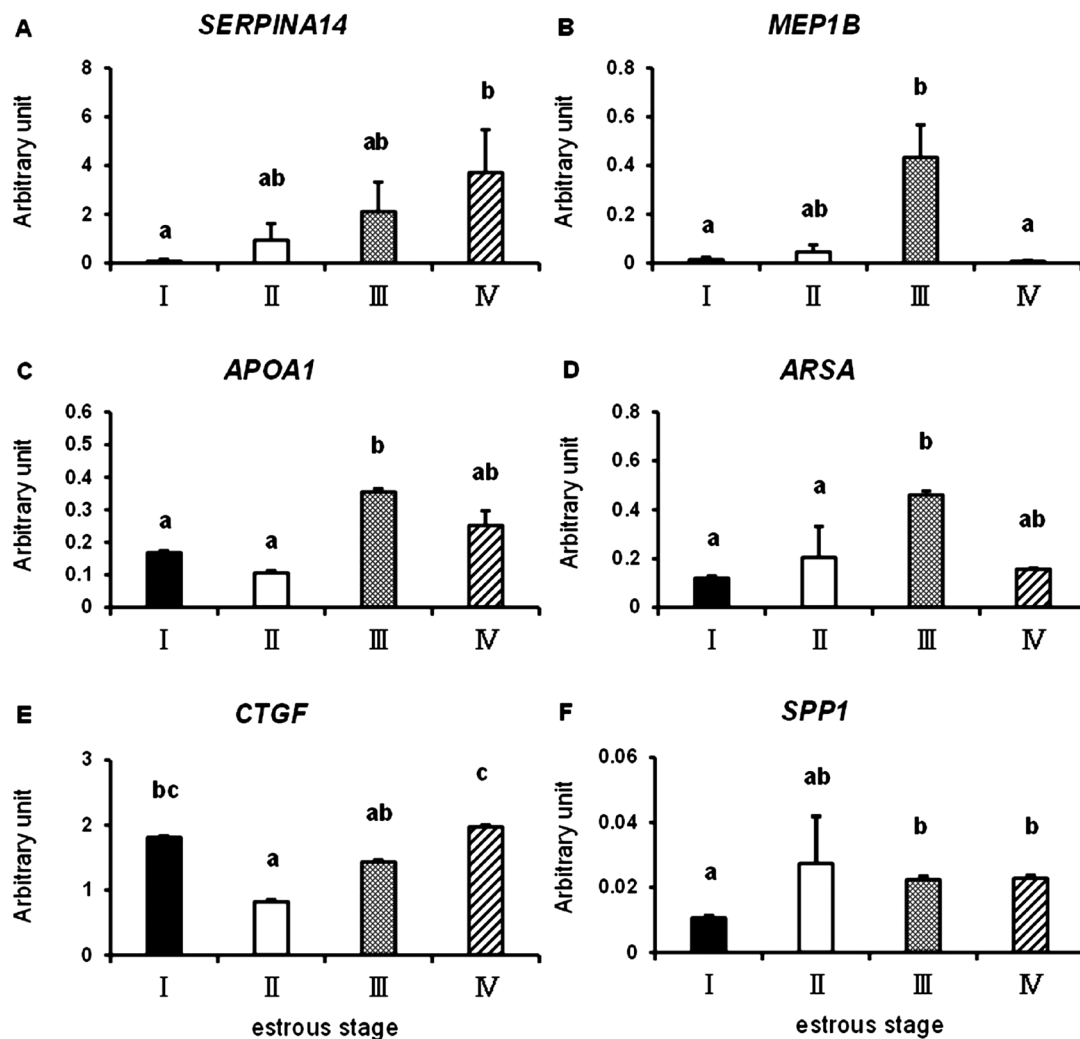 A SERPINA14
Arbitrary unit
8
6
4
2
0
a
ab
ab
b
I II III IV
B MEP1B
Arbitrary unit
0.8
0.6
0.4
0.2
0
a
ab
b
a
I II III IV
C APOA1
Arbitrary unit
0.6
0.5
0.4
0.3
0.2
0.1
0
a
a
b
ab
I II III IV
D ARSA
Arbitrary unit
0.8
0.6
0.4
0.2
0
a
a
b
ab
I II III IV
E CTGF
Arbitrary unit
3
2
1
0
bc
a
ab
c
I II III IV
estrous stage
F SPP1
Arbitrary unit
0.06
0.04
0.02
0
a
ab
b
b
I II III IV
estrous stage